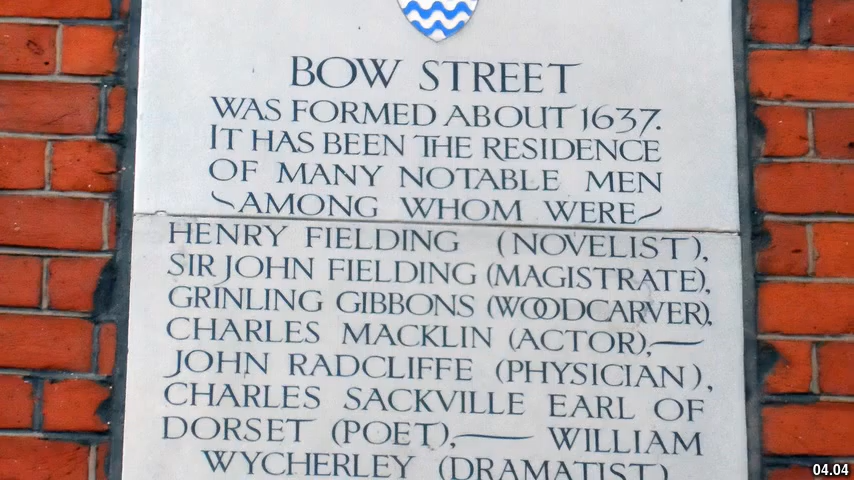 BOW STREET
WAS FORMED ABOUT 1637.
IT HAS BEEN THE RESIDENCE
OF MANY NOTABLE MEN
AMONG WHOM WERE
HENRY FIELDING (NOVELIST),
SIR JOHN FIELDING (MAGISTRATE),
GRINLING GIBBONS (WOODCARVER),
CHARLES MACKLIN (ACTOR),—
JOHN RADCLIFFE (PHYSICIAN),
CHARLES SACKVILLE EARL OF
DORSET (POET),— WILLIAM
WYCHERLEY (DRAMATIST)
04.04